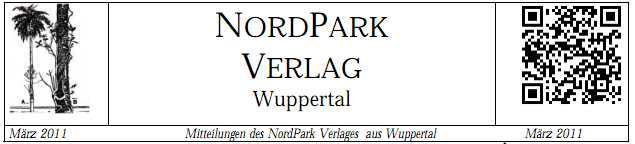 NORDPARK
VERLAG
Wuppertal
A. B
März 2011 Mitteilungen des NordPark Verlages aus Wuppertal März 2011